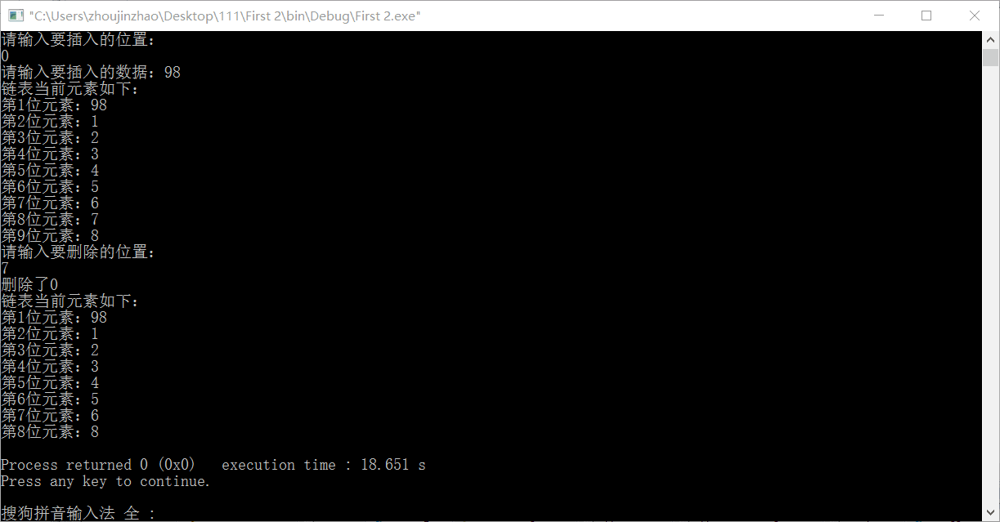 "C:\Users\zhoujinzhao\Desktop\111\First 2\bin\Debug\First 2.exe"
请输入要插入的位置:
0
请输入要插入的数据: 98
链表当前元素如下:
第1位元素: 98
第2位元素: 1
第3位元素: 2
第4位元素: 3
第5位元素: 4
第6位元素: 5
第7位元素: 6
第8位元素: 7
第9位元素: 8
请输入要删除的位置:
7
删除了0
链表当前元素如下:
第1位元素: 98
第2位元素: 1
第3位元素: 2
第4位元素: 3
第5位元素: 4
第6位元素: 5
第7位元素: 6
第8位元素: 8
Process returned 0 (0x0)   execution time : 18.651 s
Press any key to continue.
搜狗拼音输入法 全 :